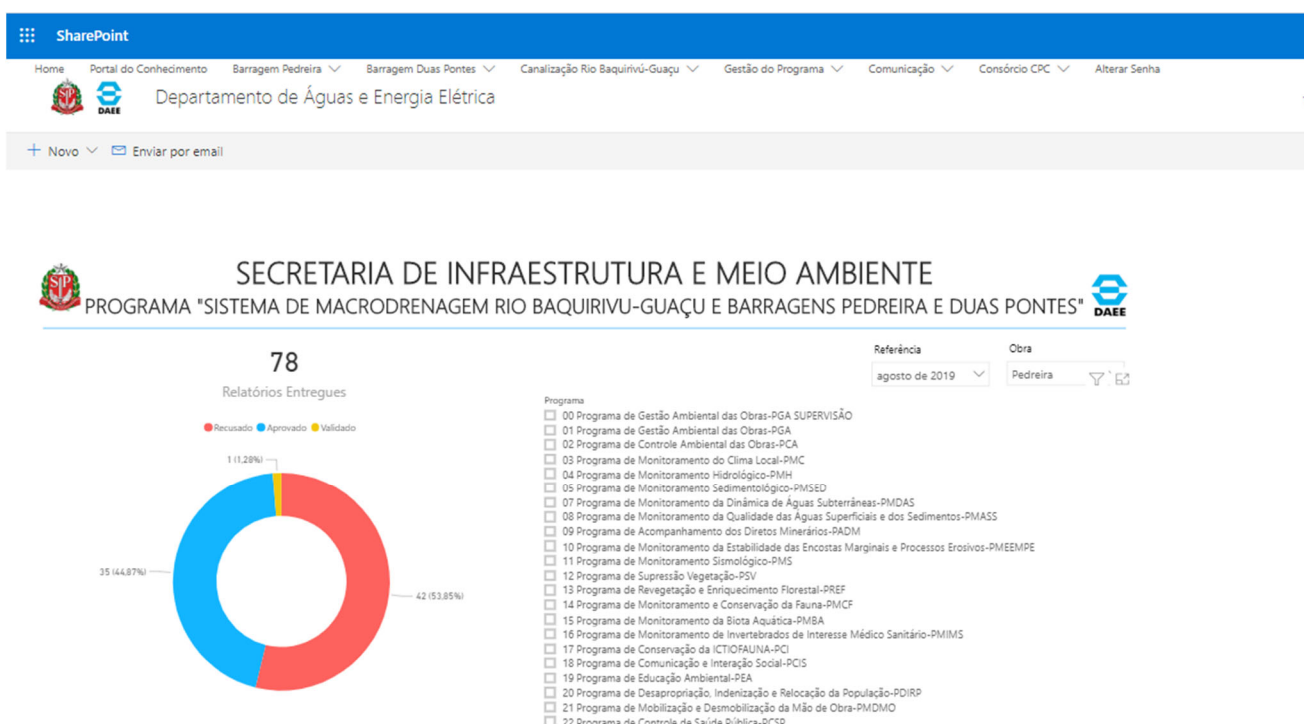 SharePoint
Home Portal do Conhecimento Barragem Pedreira Barragem Duas Pontes Canalização Rio Baquirivú-Guaçu Gestão do Programa Comunicação Consórcio CPC Alterar Senha
DAEE Departamento de Águas e Energia Elétrica
+ Novo Enviar por email
SECRETARIA DE INFRAESTRUTURA E MEIO AMBIENTE
PROGRAMA "SISTEMA DE MACRODRENAGEM RIO BAQUIRIVU-GUAÇU E BARRAGENS PEDREIRA E DUAS PONTES"
DAEE
78
Relatórios Entregues
Recusado Aprovado Validado
1 (1,28%)
35 (44,87%)
42 (53,85%)
Referência Obra
agosto de 2019 Pedreira
Programa
00 Programa de Gestão Ambiental das Obras-PGA SUPERVISÃO
01 Programa de Gestão Ambiental das Obras-PGA
02 Programa de Controle Ambiental das Obras-PCA
03 Programa de Monitoramento do Clima Local-PMC
04 Programa de Monitoramento Hidrológico-PMH
05 Programa de Monitoramento Sedimentológico-PMSED
07 Programa de Monitoramento da Dinâmica de Águas Subterrâneas-PMDAS
08 Programa de Monitoramento da Qualidade das Águas Superficiais e dos Sedimentos-PMASS
09 Programa de Acompanhamento dos Diretos Minerários-PADM
10 Programa de Monitoramento da Estabilidade das Encostas Marginais e Processos Erosivos-PMEEMPE
11 Programa de Monitoramento Sismológico-PMS
12 Programa de Supressão Vegetação-PSV
13 Programa de Revegetação e Enriquecimento Florestal-PREF
14 Programa de Monitoramento e Conservação da Fauna-PMCF
15 Programa de Monitoramento da Biota Aquática-PMBA
16 Programa de Monitoramento de Invertebrados de Interesse Médico Sanitário-PMIMS
17 Programa de Conservação da ICTIOFAUNA-PCI
18 Programa de Comunicação e Interação Social-PCIS
19 Programa de Educação Ambiental-PEA
20 Programa de Desapropriação, Indenização e Relocação da População-PDIRP
21 Programa de Mobilização e Desmobilização da Mão de Obra-PMDMO
22 Programa de Controle de Saúde Pública-PCSP